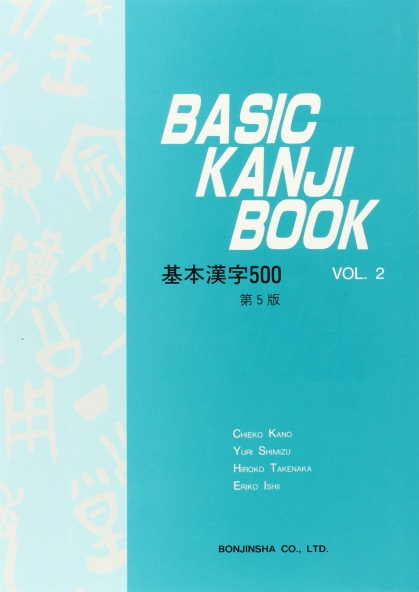 BASIC
KANJI
BOOK
基本漢字500 VOL. 2
第5版
CHIEKO KANO
YURI SHIMIZU
HIROKO TAKENAKA
ERIKO ISHII
BONJINSHA CO., LTD.